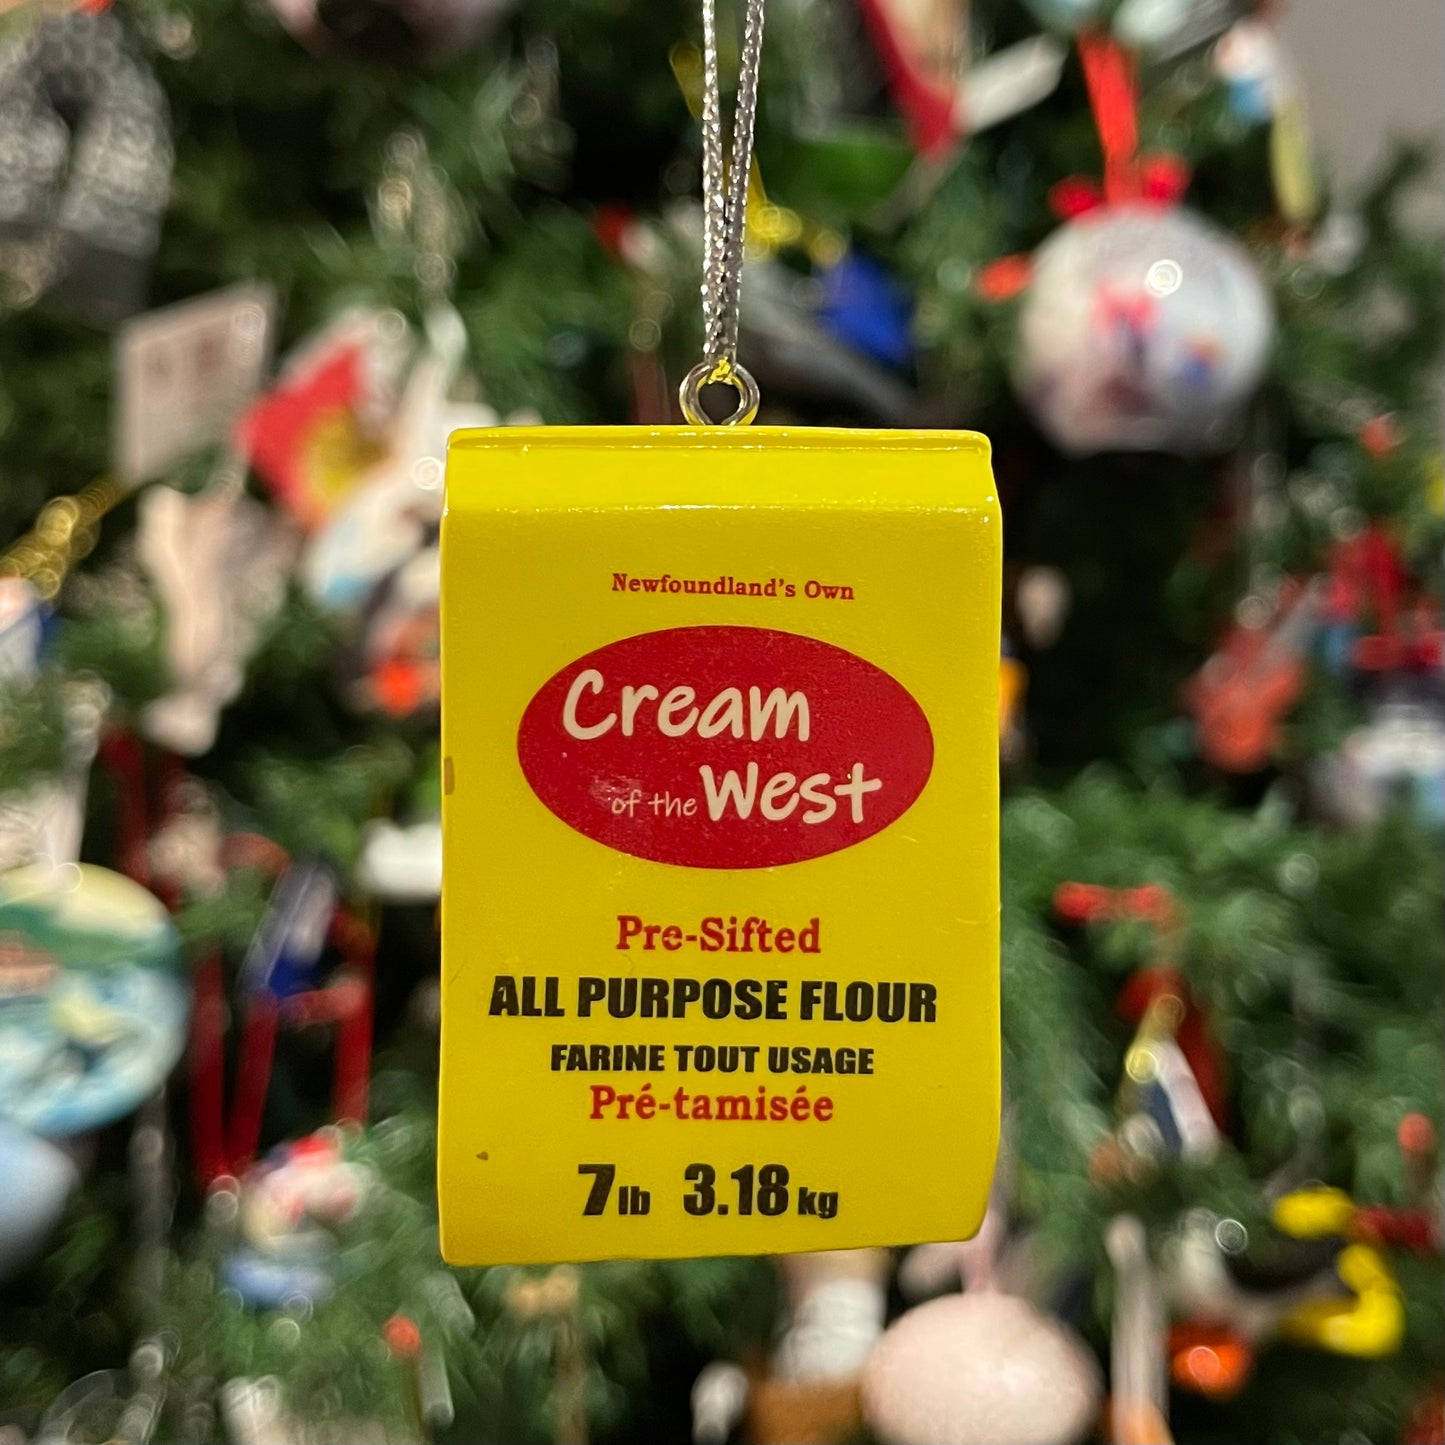 Newfoundland's Own
Cream
of the West
Pre-Sifted
ALL PURPOSE FLOUR
FARINE TOUT USAGE
Pré-tamisée
7lb 3.18kg